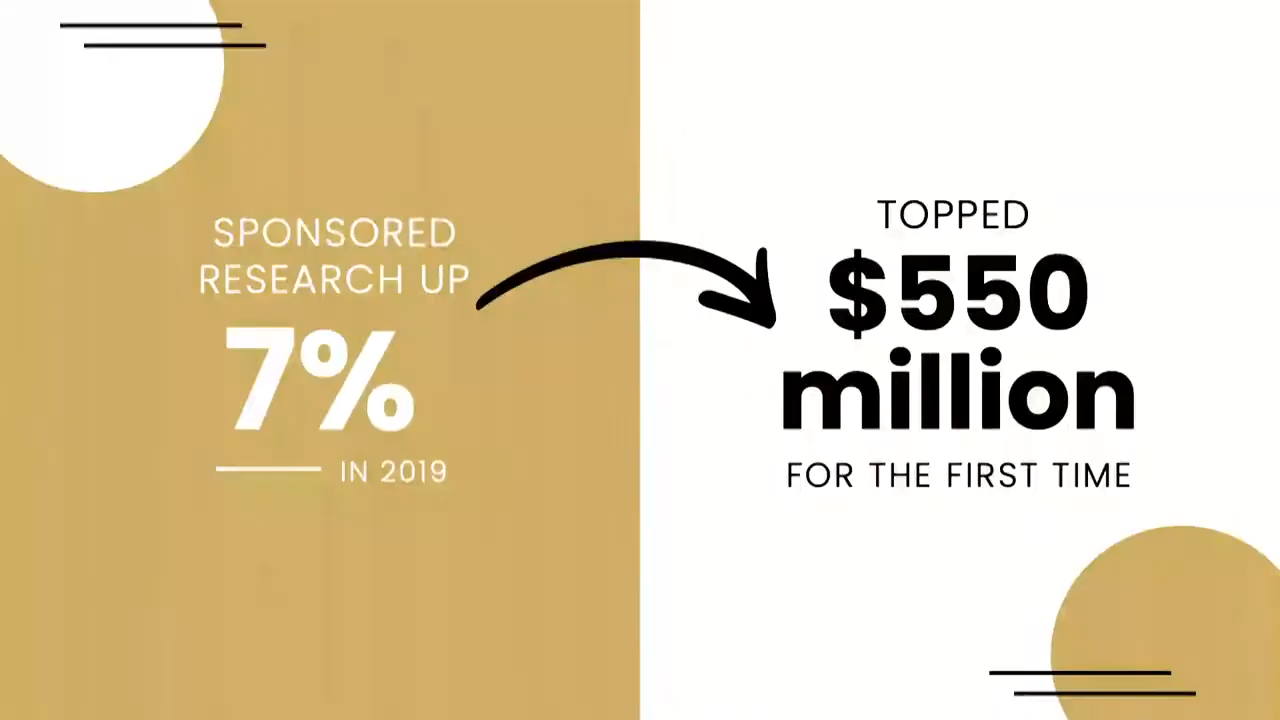 SPONSORED
RESEARCH UP
7%
IN 2019
TOPPED
$550
million
FOR THE FIRST TIME